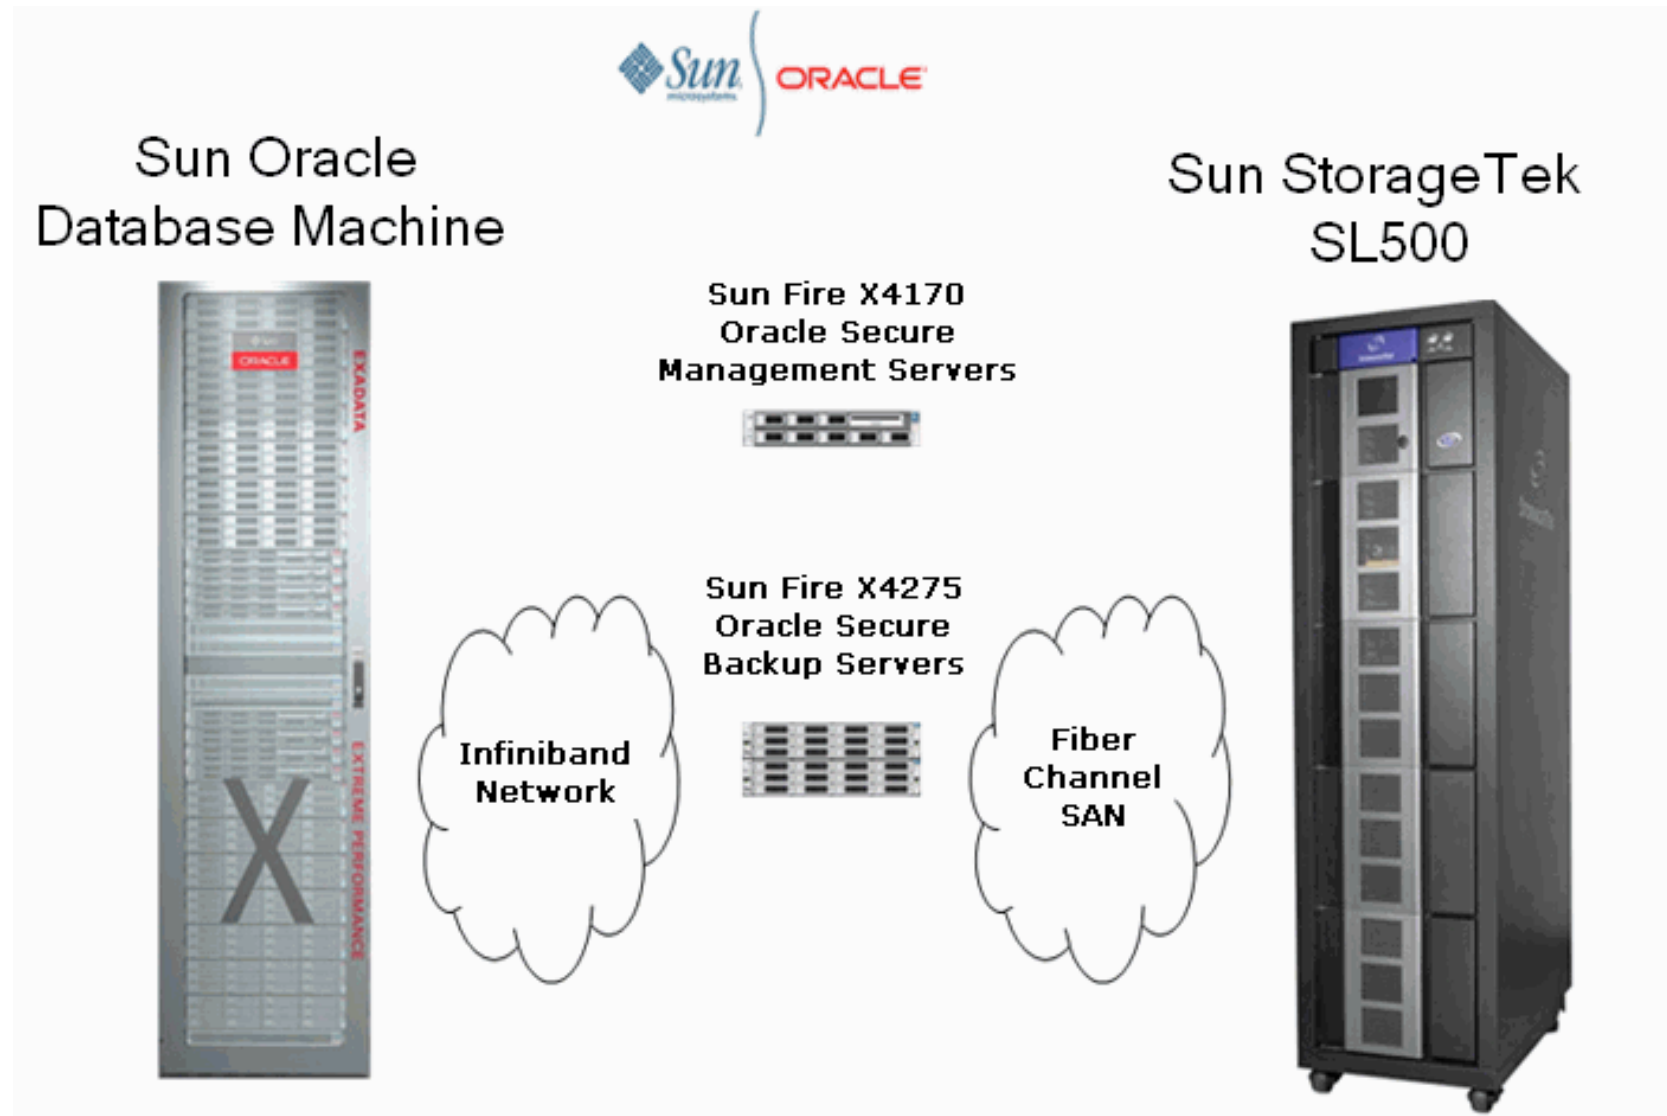 Sun
microsystems
ORACLE
Sun Oracle
Database Machine
Sun StorageTek
SL500
Sun Fire X4170
Oracle Secure
Management Servers
ORACLE
EXADATA
Sun Fire X4275
Oracle Secure
Backup Servers
Infiniband
Network
Fiber
Channel
SAN
EXTREME PERFORMANCE
X